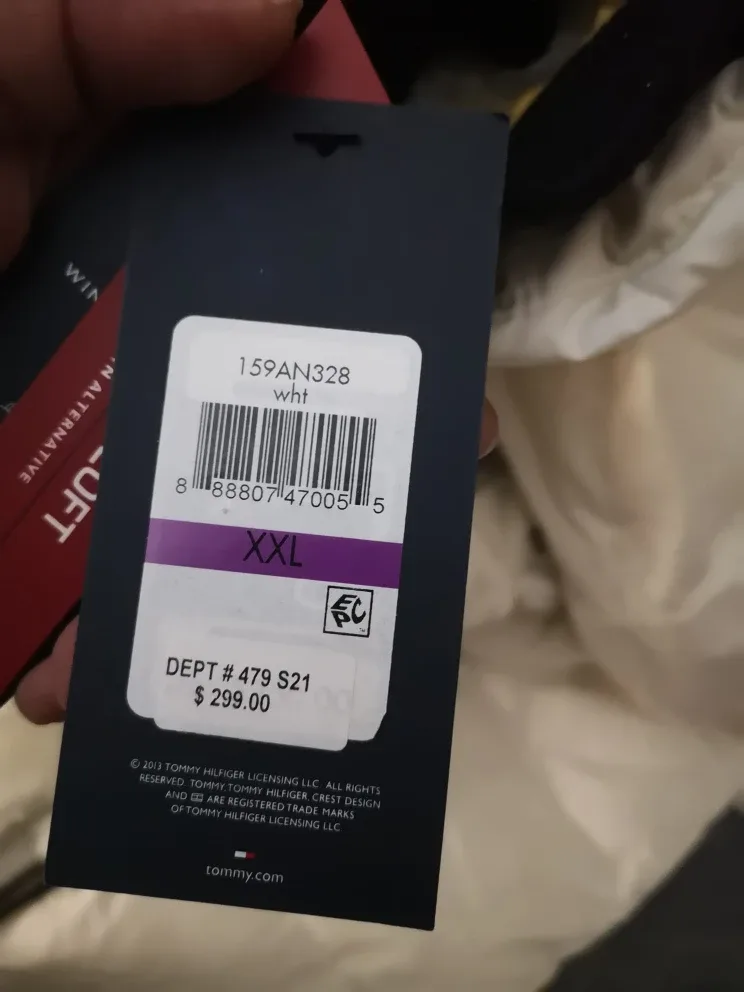 159AN328
wht
8 88807 47005 5
XXL
EPC
DEPT # 479 S21
$ 299.00
© 2013 TOMMY HILFIGER LICENSING LLC ALL RIGHTS
RESERVED. TOMMY, TOMMY HILFIGER, CREST DESIGN
AND ARE REGISTERED TRADE MARKS
OF TOMMY HILFIGER LICENSING LLC
tommy.com
ALTERNATIVE